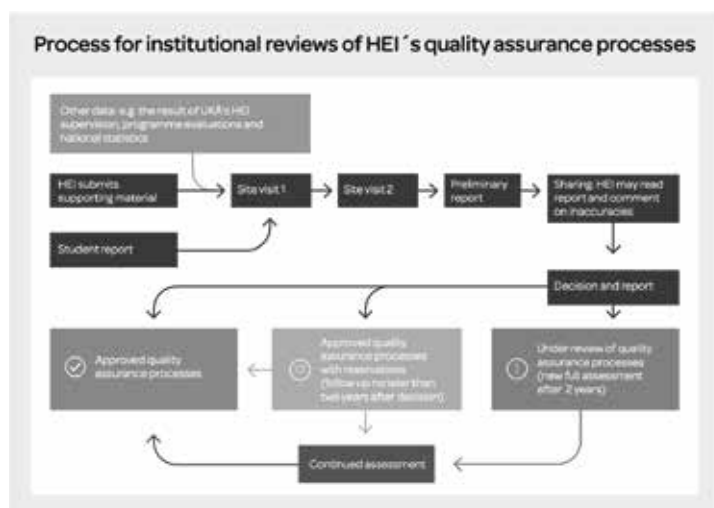 Process for institutional reviews of HEI´s quality assurance processes
Other data: e.g. the result of UKÄ's HEI
supervision, programme evaluations and
national statistics
HEI submits
supporting material
Site visit 1
Site visit 2
Preliminary
report
Sharing: HEI may read
report and comment
on inaccuracies
Student report
Decision and report
Approved quality
assurance processes
Approved quality
assurance processes
with reservations
(follow up no later than
two years after decision)
Under review of quality
assurance processes
(new full assessment
after 2 years)
Continued assessment